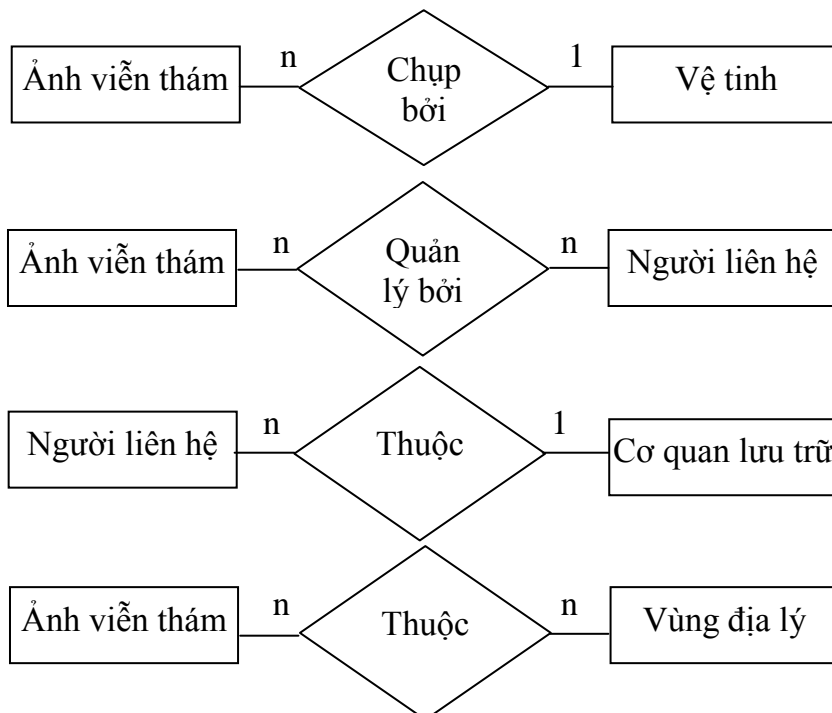 Ảnh viễn thám n Chụp bởi 1 Vệ tinh
Ảnh viễn thám n Quản lý bởi n Người liên hệ
Người liên hệ n Thuộc 1 Cơ quan lưu trữ
Ảnh viễn thám n Thuộc n Vùng địa lý